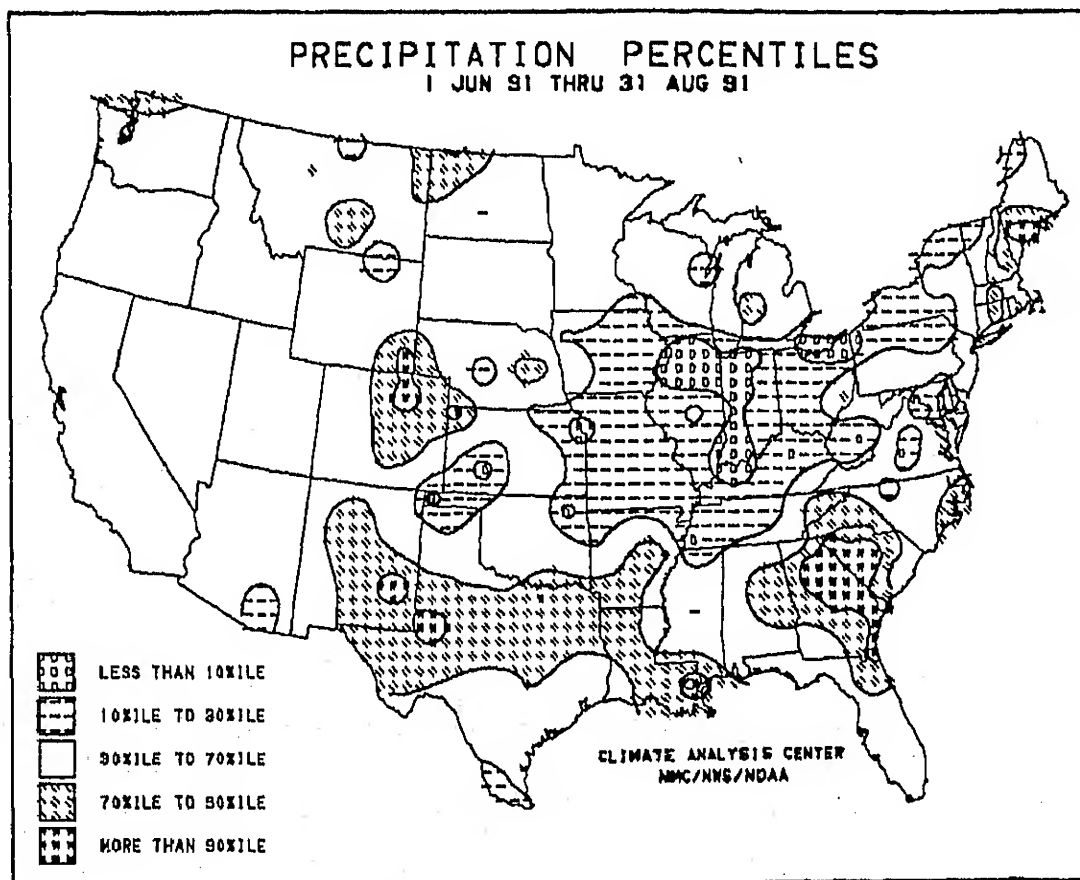 PRECIPITATION PERCENTILES
1 JUN 91 THRU 31 AUG 91
LESS THAN 10%ILE
10%ILE TO 30%ILE
30%ILE TO 70%ILE
70%ILE TO 90%ILE
MORE THAN 90%ILE
CLIMATE ANALYSIS CENTER
NMC/NWS/NOAA